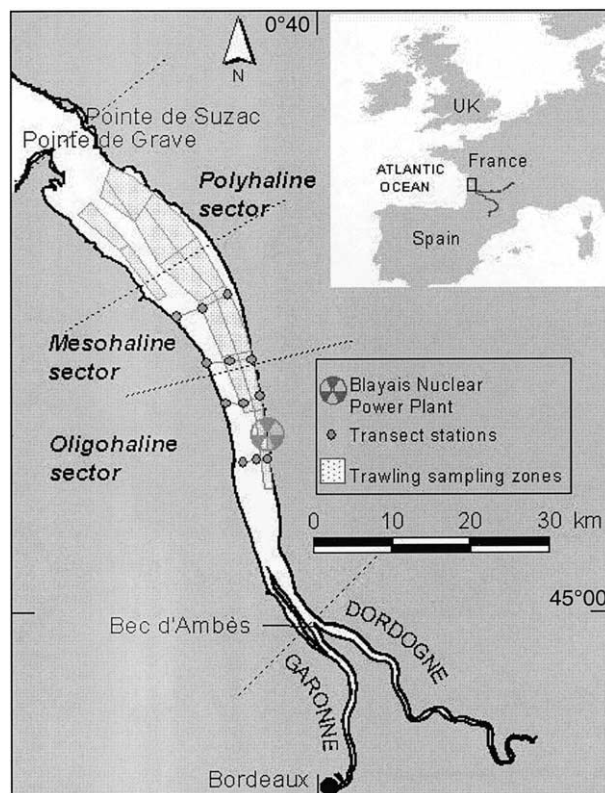 0°40
N
Pointe de Suzac
Pointe de Grave
Polyhaline
sector
UK
ATLANTIC
OCEAN
France
Spain
Mesohaline
sector
Oligohaline
sector
Blayais Nuclear
Power Plant
Transect stations
Trawling sampling zones
0 10 20 30 km
45°00
Bec d'Ambès
DORDOGNE
GARONNE
Bordeaux